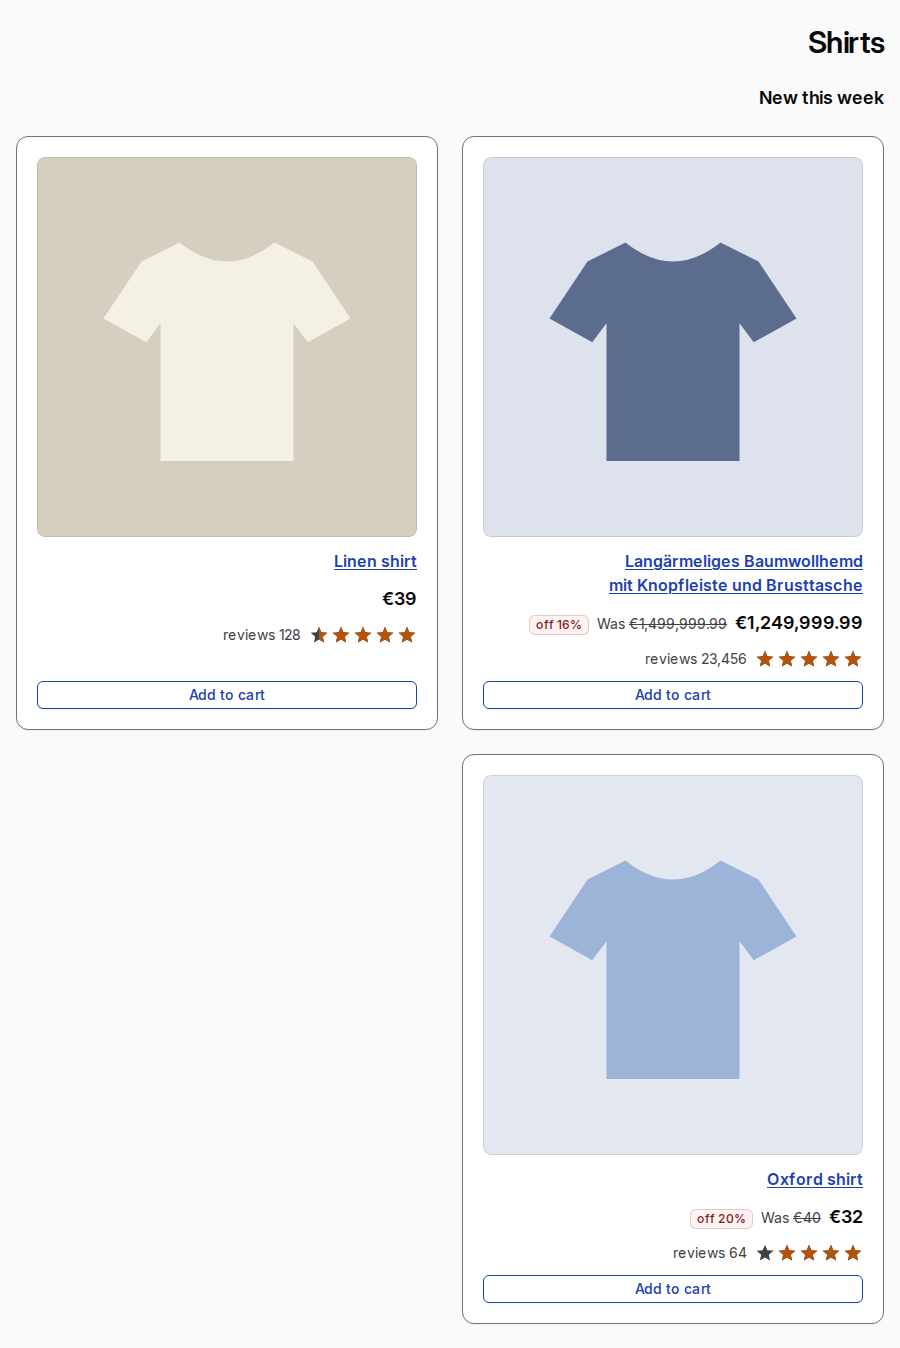 Shirts
New this week
Langärmeliges Baumwollhemd
mit Knopfleiste und Brusttasche
off 16% Was €1,499,999.99 €1,249,999.99
reviews 23,456
Add to cart
Linen shirt
€39
reviews 128
Add to cart
Oxford shirt
off 20% Was €40 €32
reviews 64
Add to cart